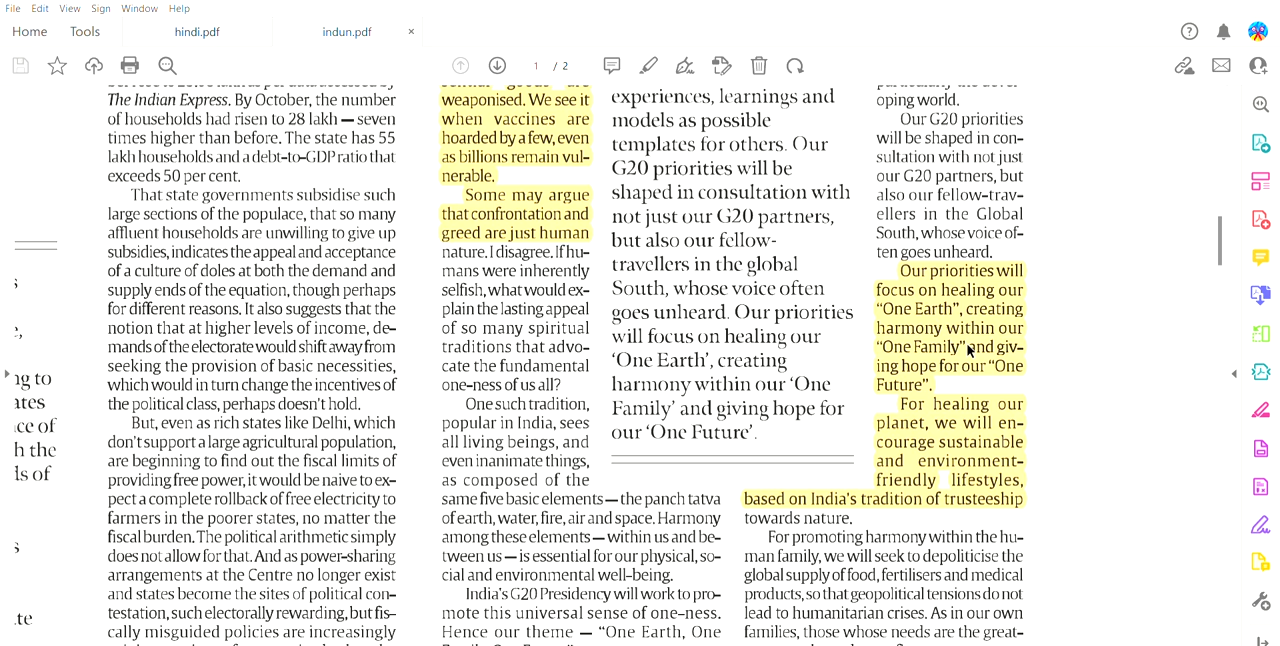 File Edit View Sign Window Help
Home Tools hindi.pdf indun.pdf ×
1 / 2
ng to
ates
ce of
h the
ls of
te
The Indian Express. By October, the number
of households had risen to 28 lakh — seven
times higher than before. The state has 55
lakh households and a debt-to-GDP ratio that
exceeds 50 per cent.
That state governments subsidise such
large sections of the populace, that so many
affluent households are unwilling to give up
subsidies, indicates the appeal and acceptance
of a culture of doles at both the demand and
supply ends of the equation, though perhaps
for different reasons. It also suggests that the
notion that at higher levels of income, de-
mands of the electorate would shift away from
seeking the provision of basic necessities,
which would in turn change the incentives of
the political class, perhaps doesn't hold.
But, even as rich states like Delhi, which
don't support a large agricultural population,
are beginning to find out the fiscal limits of
providing free power, it would be naive to ex-
pect a complete rollback of free electricity to
farmers in the poorer states, no matter the
fiscal burden. The political arithmetic simply
does not allow for that. And as power-sharing
arrangements at the Centre no longer exist
and states become the sites of political con-
testation, such electorally rewarding, but fis-
cally misguided policies are increasingly
weaponised. We see it
when vaccines are
hoarded by a few, even
as billions remain vul-
nerable.
Some may argue
that confrontation and
greed are just human
nature. I disagree. If hu-
mans were inherently
selfish, what would ex-
plain the lasting appeal
of so many spiritual
traditions that advo-
cate the fundamental
one-ness of us all?
One such tradition,
popular in India, sees
all living beings, and
even inanimate things,
as composed of the
same five basic elements — the panch tatva
of earth, water, fire, air and space. Harmony
among these elements — within us and be-
tween us — is essential for our physical, so-
cial and environmental well-being.
India's G20 Presidency will work to pro-
mote this universal sense of one-ness.
Hence our theme — "One Earth, One
experiences, learnings and
models as possible
templates for others. Our
G20 priorities will be
shaped in consultation with
not just our G20 partners,
but also our fellow-
travellers in the global
South, whose voice often
goes unheard. Our priorities
will focus on healing our
'One Earth', creating
harmony within our 'One
Family' and giving hope for
our 'One Future'.
oping world.
Our G20 priorities
will be shaped in con-
sultation with not just
our G20 partners, but
also our fellow-trav-
ellers in the Global
South, whose voice of-
ten goes unheard.
Our priorities will
focus on healing our
"One Earth", creating
harmony within our
"One Family" and giv-
ing hope for our "One
Future".
For healing our
planet, we will en-
courage sustainable
and environment-
friendly lifestyles,
based on India's tradition of trusteeship
towards nature.
For promoting harmony within the hu-
man family, we will seek to depoliticise the
global supply of food, fertilisers and medical
products, so that geopolitical tensions do not
lead to humanitarian crises. As in our own
families, those whose needs are the great-